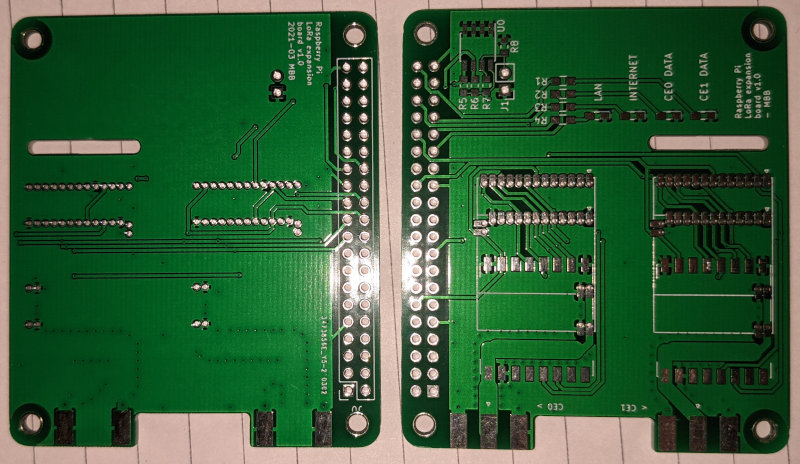 < CE1
CE0 >
Raspberry Pi
LoRa expansion
board v1.0
- MBB
CE1 DATA
CE0 DATA
INTERNET
LAN
R4
R3
R2
R1
J1
R7
R6
R5
R8
U0
J0
Raspberry Pi
LoRa expansion
board v1.0
2021-03 MBB